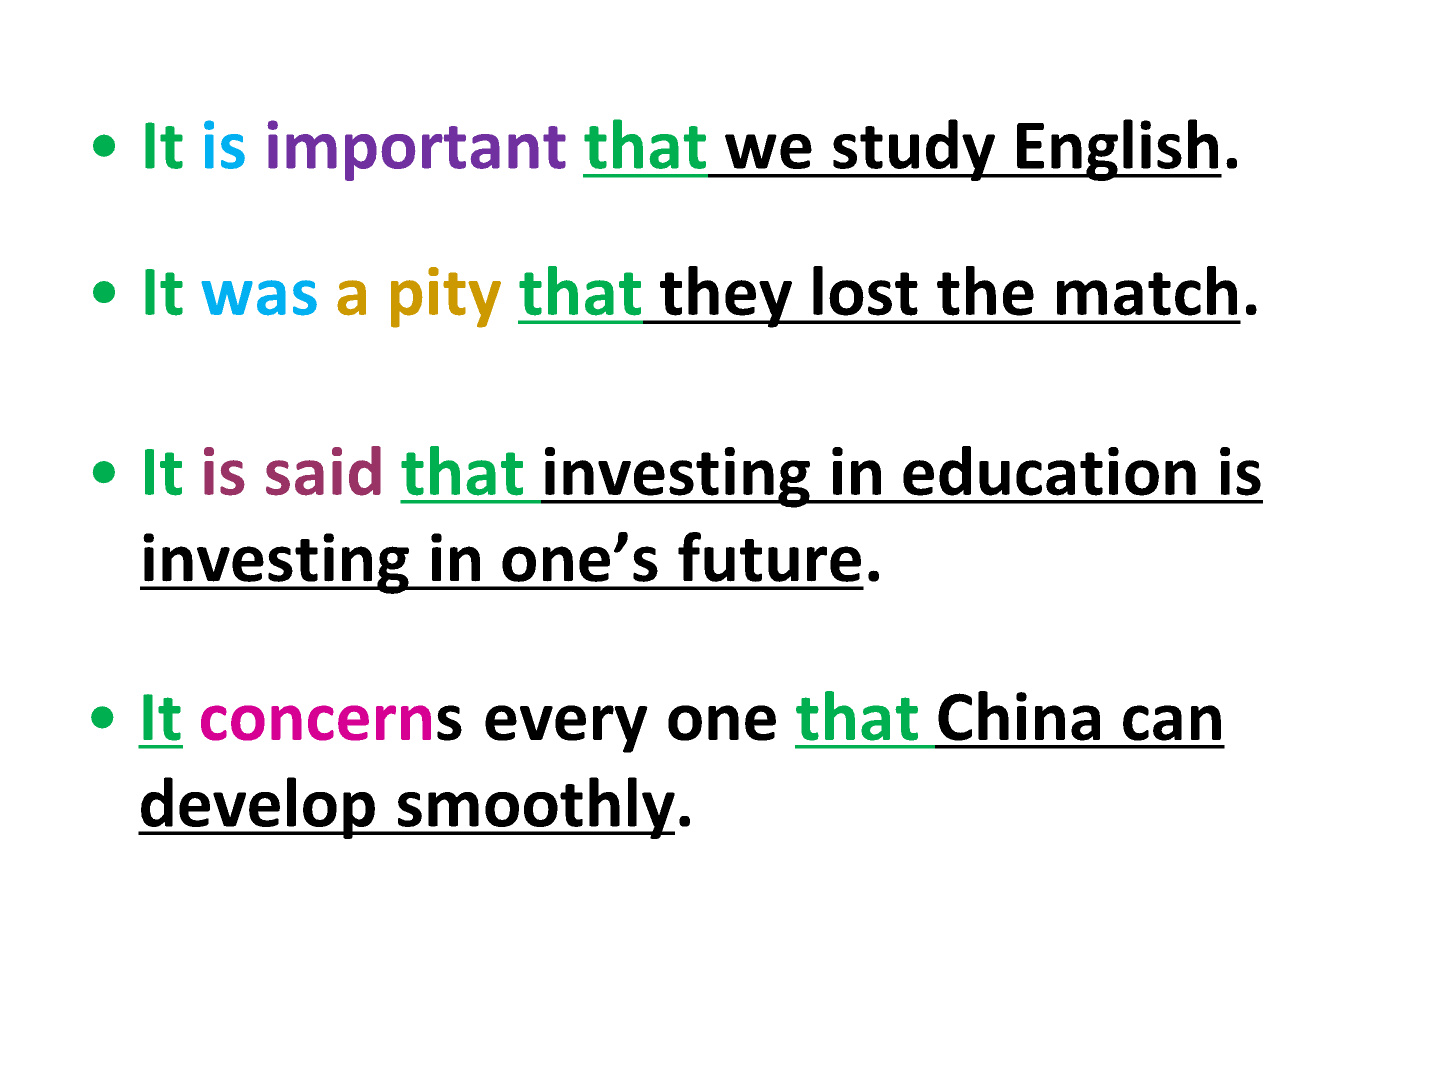 • It is important that we study English.
• It was a pity that they lost the match.
• It is said that investing in education is
investing in one’s future.
• It concerns every one that China can
develop smoothly.